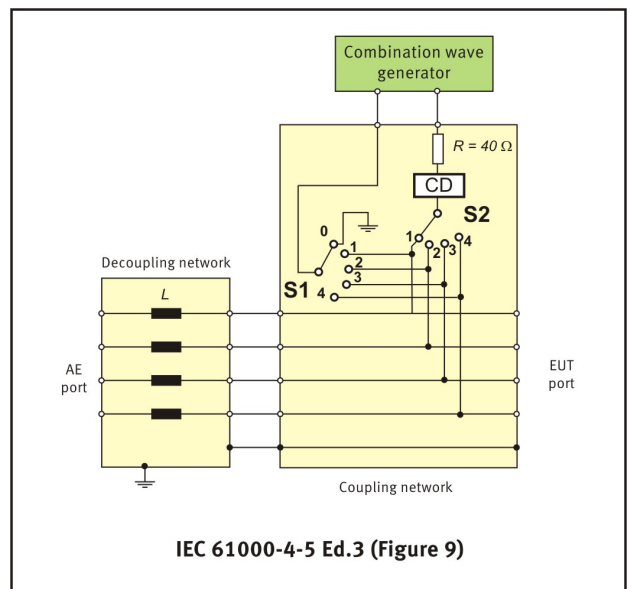 Combination wave
generator
R = 40 Ω
CD
S2
0
1
2
3
4
S1
1
2
3
4
Decoupling network
L
AE
port
EUT
port
Coupling network
IEC 61000-4-5 Ed.3 (Figure 9)